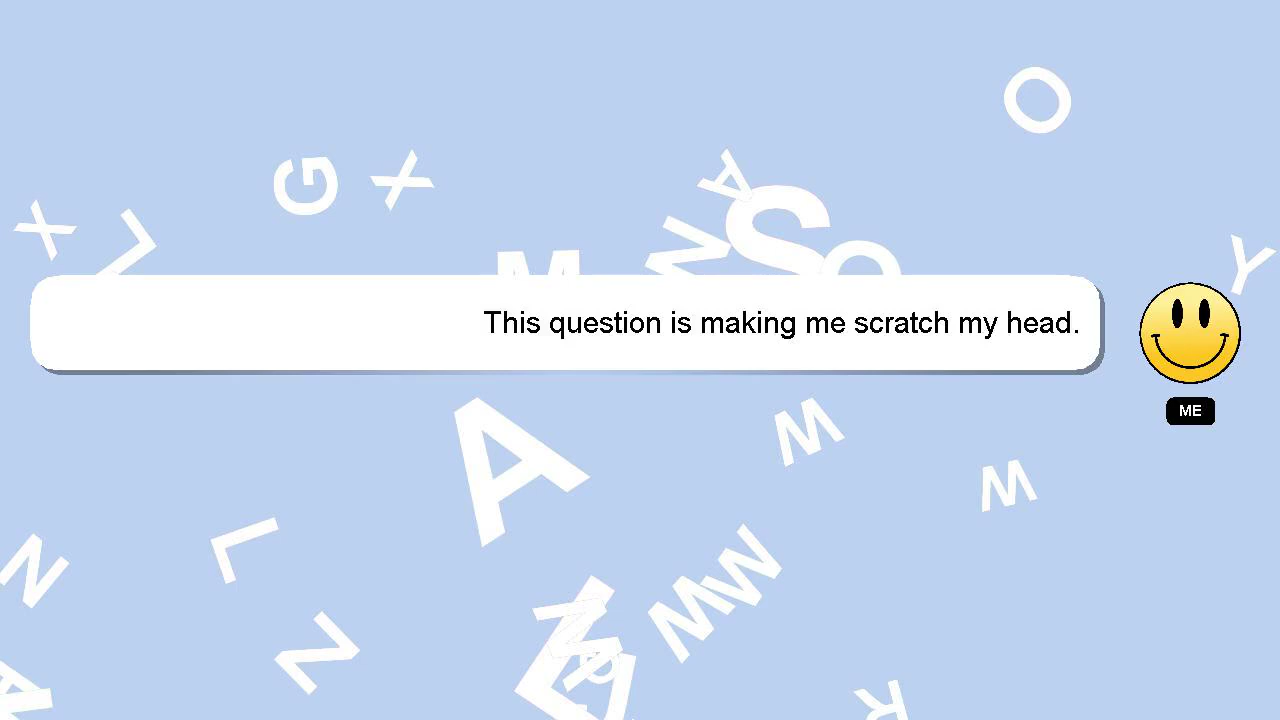 O
G
X
A
S
X
L
N
O
M
Y
This question is making me scratch my head.
ME
A
W
W
L
N
W
M
N
Z
R